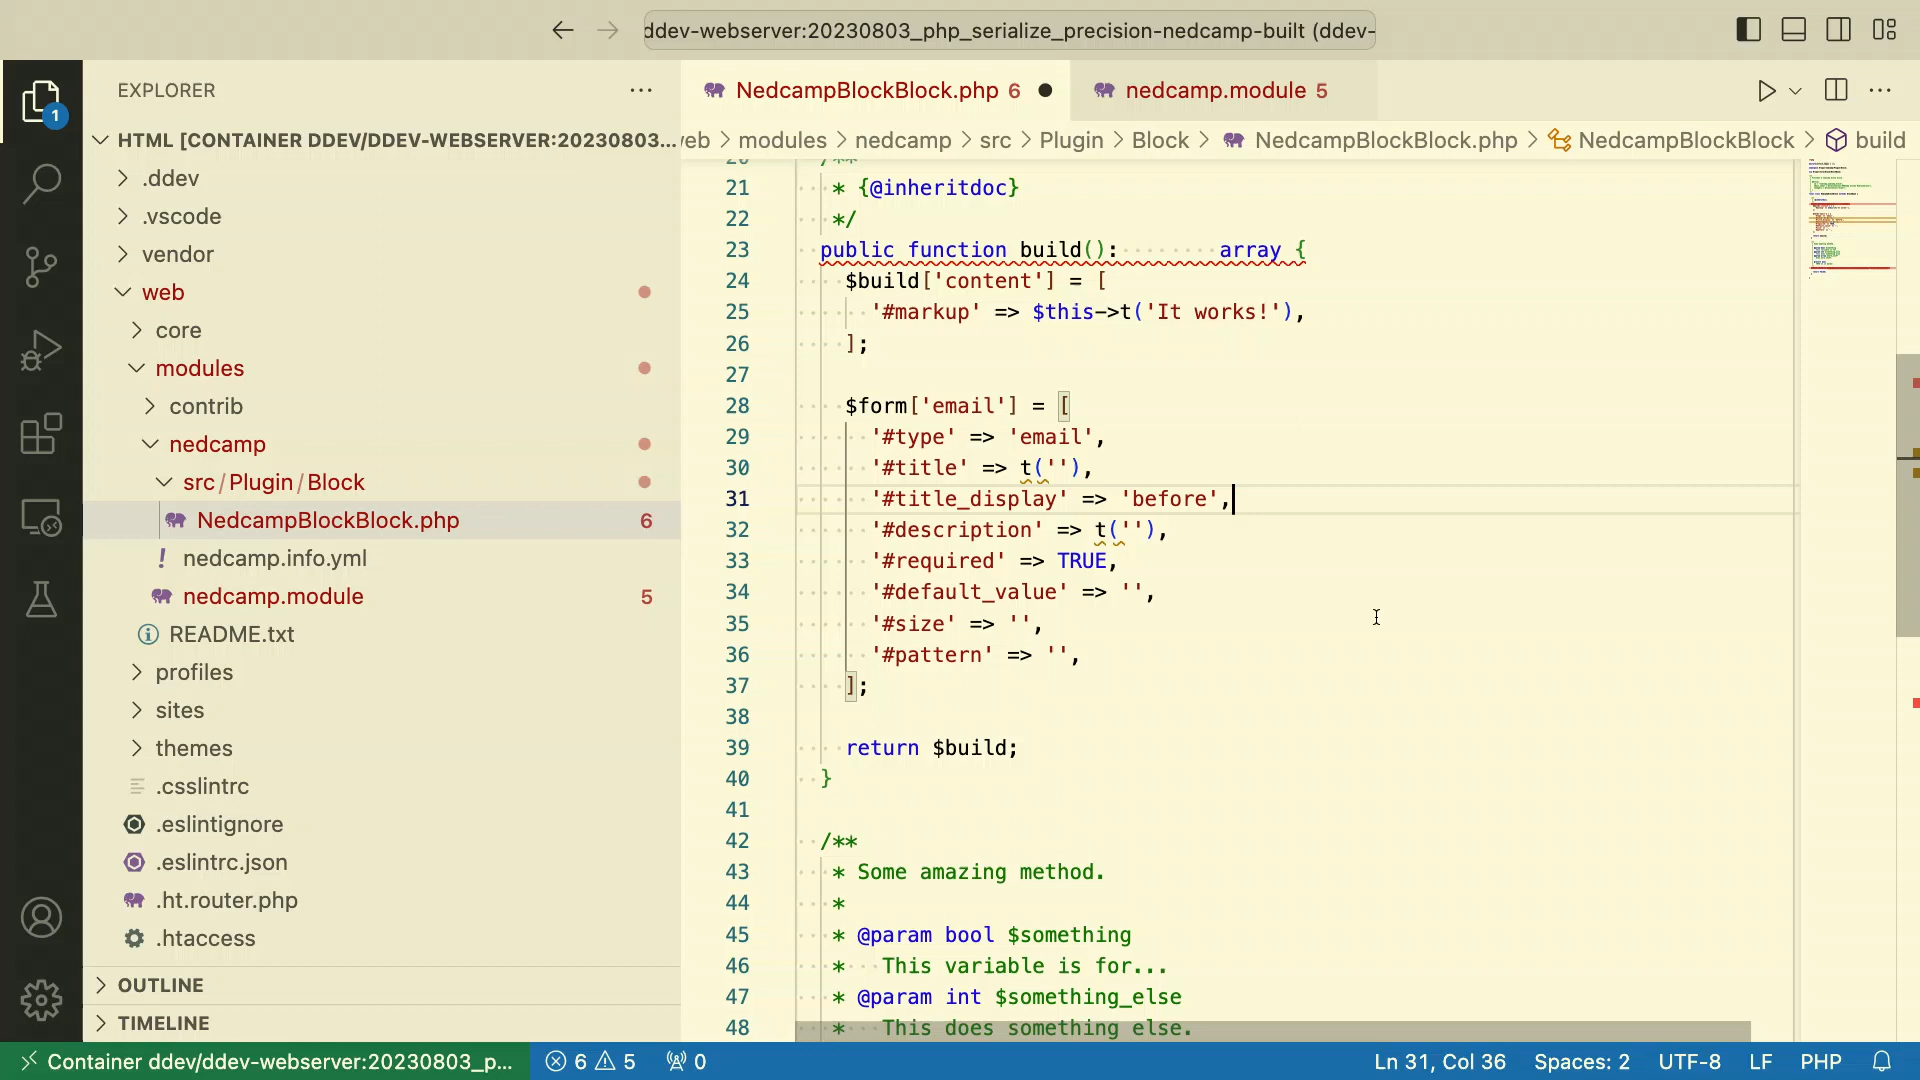 ddev-webserver:20230803_php_serialize_precision-nedcamp-built (ddev-
1
EXPLORER
HTML [CONTAINER DDEV/DDEV-WEBSERVER:20230803...
.ddev
.vscode
vendor
web
core
modules
contrib
nedcamp
src/Plugin/Block
NedcampBlockBlock.php 6
nedcamp.info.yml
nedcamp.module 5
README.txt
profiles
sites
themes
.csslintrc
.eslintignore
.eslintrc.json
.ht.router.php
.htaccess
OUTLINE
TIMELINE
NedcampBlockBlock.php 6
nedcamp.module 5
eb > modules > nedcamp > src > Plugin > Block > NedcampBlockBlock.php > NedcampBlockBlock > build
20 /**
21 * {@inheritdoc}
22 */
23 public function build(): array {
24 $build['content'] = [
25 '#markup' => $this->t('It works!'),
26 ];
27
28 $form['email'] = [
29 '#type' => 'email',
30 '#title' => t(''),
31 '#title_display' => 'before',
32 '#description' => t(''),
33 '#required' => TRUE,
34 '#default_value' => '',
35 '#size' => '',
36 '#pattern' => '',
37 ];
38
39 return $build;
40 }
41
42 /**
43 * Some amazing method.
44 *
45 * @param bool $something
46 * This variable is for...
47 * @param int $something_else
48 * This does something else.
Container ddev/ddev-webserver:20230803_p... 6 5 0 Ln 31, Col 36 Spaces: 2 UTF-8 LF PHP